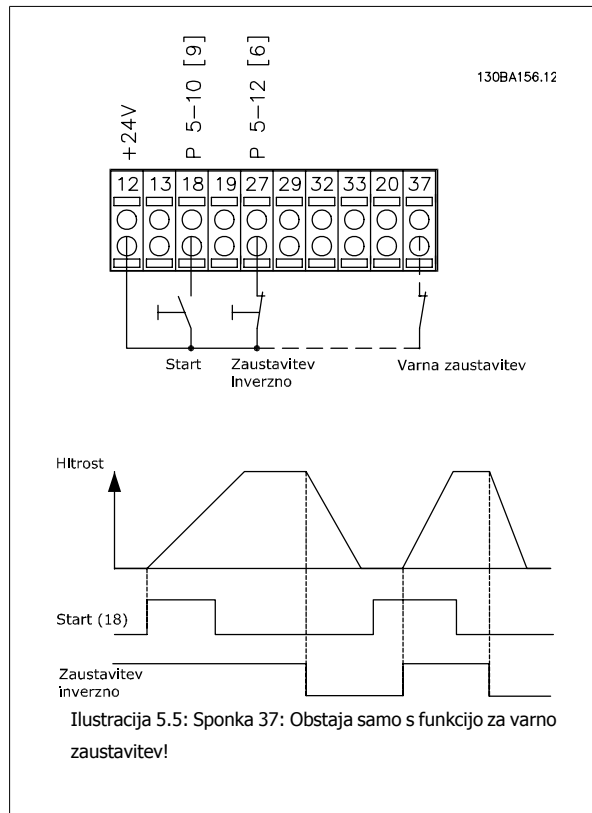 130BA156.12
+24V
P 5-10 [9]
P 5-12 [6]
12 13 18 19 27 29 32 33 20 37
Start
Zaustavitev
Inverzno
Varna zaustavitev
Hitrost
Start (18)
Zaustavitev
inverzno
Ilustracija 5.5: Sponka 37: Obstaja samo s funkcijo za varno
zaustavitev!